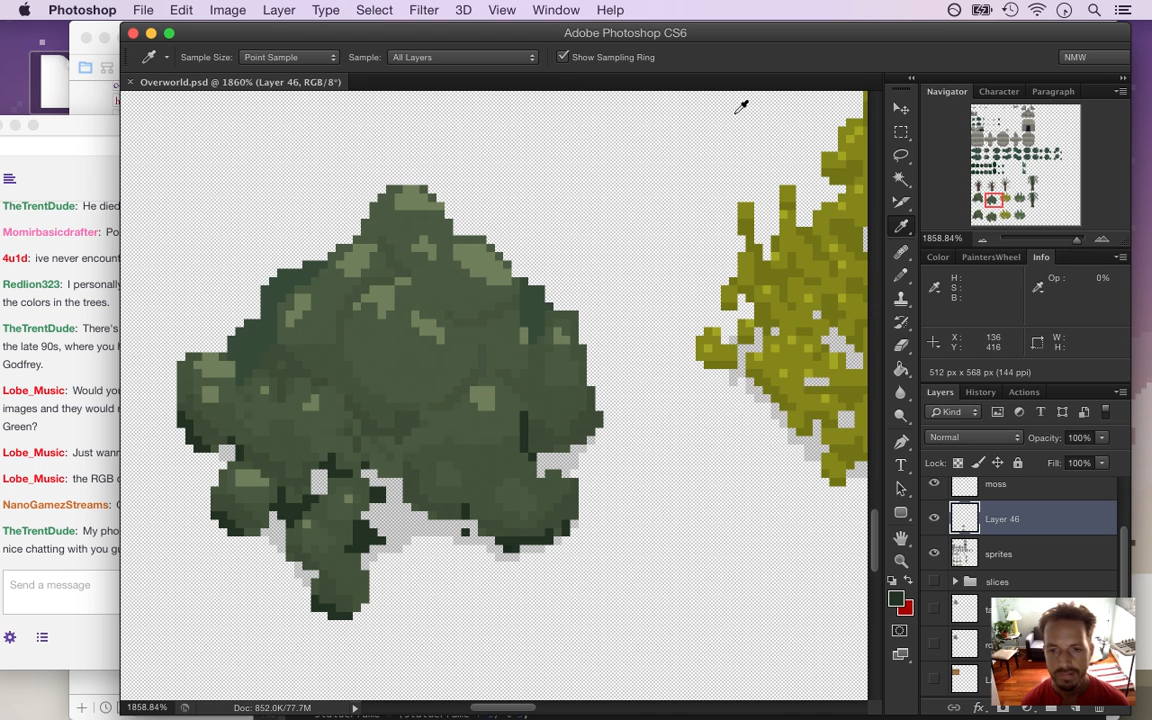 Photoshop File Edit Image Layer Type Select Filter 3D View Window Help
Adobe Photoshop CS6
Sample Size: Point Sample Sample: All Layers Show Sampling Ring NMW
× Overworld.psd @ 1860% (Layer 46, RGB/8*)
Navigator Character Paragraph
1858.84%
Color PaintersWheel Info
H:
S:
B:
Op: 0%
X: 136
Y: 416
W:
H:
512 px x 568 px (144 ppi)
Layers History Actions
Kind
Normal Opacity: 100%
Lock: Fill: 100%
moss
Layer 46
sprites
slices
TheTrentDude: He died
Momirbasicdrafter: Po
4u1d: ive never encount
Redlion323: I personally
the colors in the trees.
TheTrentDude: There's
the late 90s, where you
Godfrey.
Lobe_Music: Would yo
images and they would
Green?
Lobe_Music: Just wann
Lobe_Music: the RGB
NanoGamezStreams:
TheTrentDude: My pho
nice chatting with you
Send a message
1858.84% Doc: 852.0K/77.7M